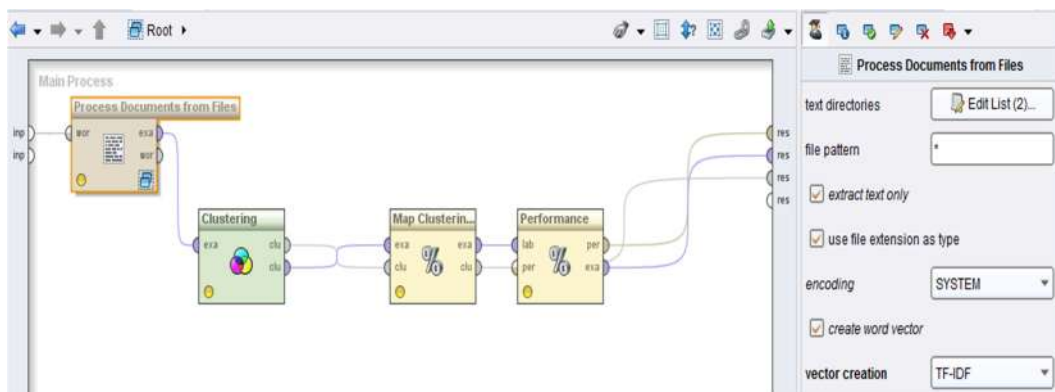 Root
Main Process
Process Documents from Files
inp
inp
wor
exa
wor
Clustering
exa
clu
clu
Map Clusterin...
exa
clu
exa
clu
Performance
lab
per
per
exa
res
res
res
res
Process Documents from Files
text directories
Edit List (2)...
file pattern
*
extract text only
use file extension as type
encoding
SYSTEM
create word vector
vector creation
TF-IDF